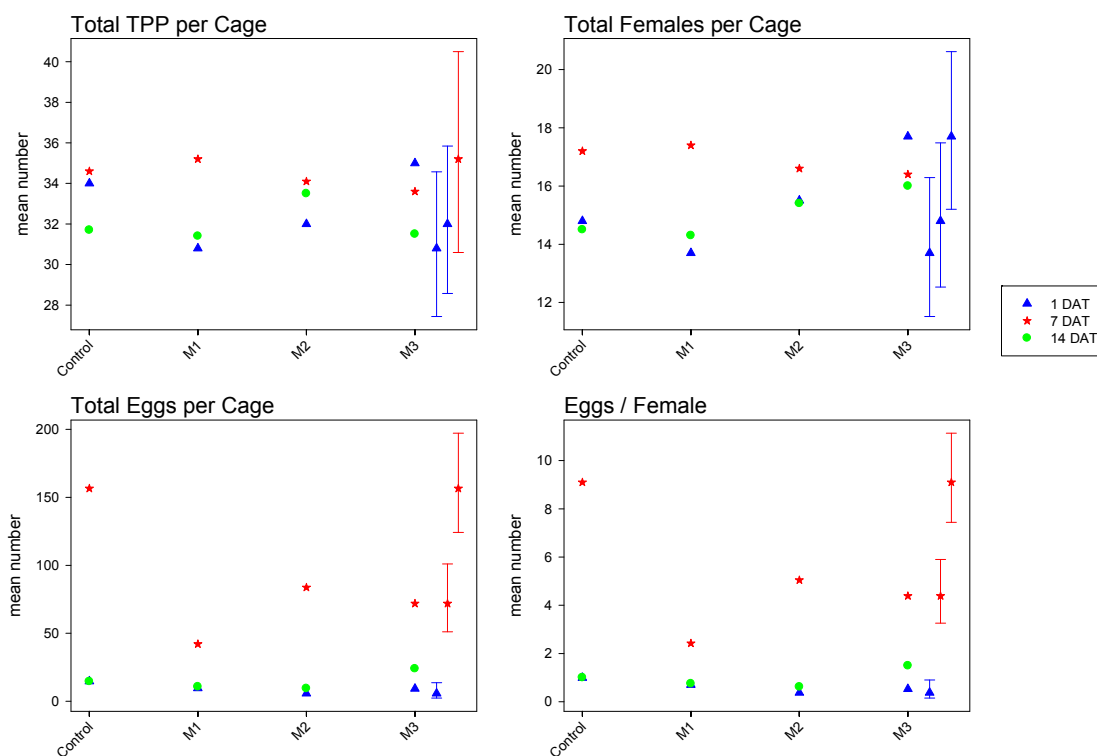 Total TPP per Cage
mean number
40
38
36
34
32
30
28
Control
M1
M2
M3
Total Females per Cage
mean number
20
18
16
14
12
Control
M1
M2
M3
1 DAT
7 DAT
14 DAT
Total Eggs per Cage
mean number
200
150
100
50
0
Control
M1
M2
M3
Eggs / Female
mean number
10
8
6
4
2
0
Control
M1
M2
M3